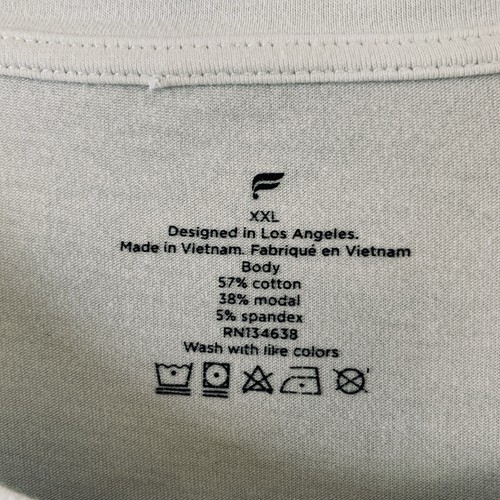 XXL
Designed in Los Angeles.
Made in Vietnam. Fabriqué en Vietnam
Body
57% cotton
38% modal
5% spandex
RN134638
Wash with like colors